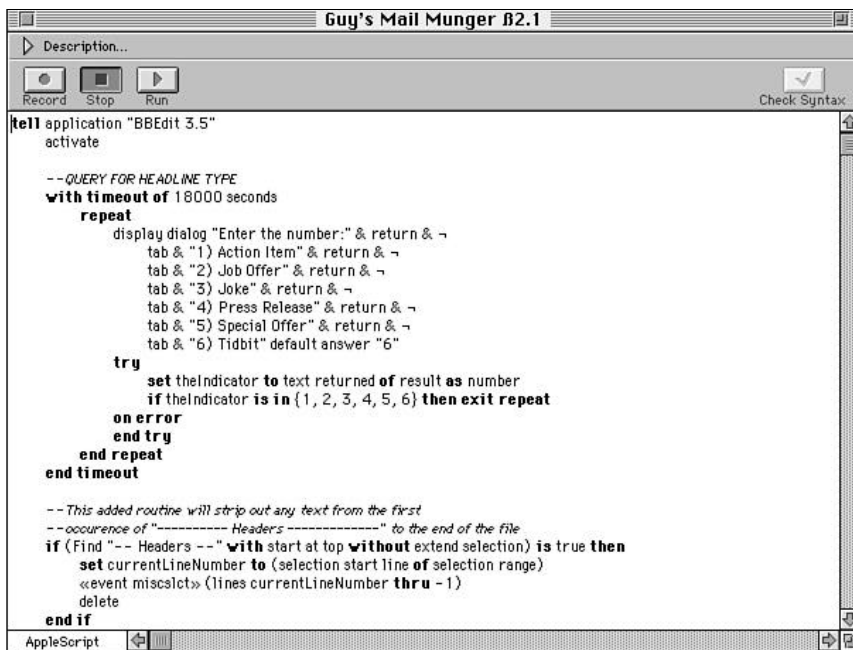 Guy's Mail Munger ß2.1
Description...
Record Stop Run Check Syntax
tell application "BBEdit 3.5"
activate
--QUERY FOR HEADLINE TYPE
with timeout of 18000 seconds
repeat
display dialog "Enter the number:" & return & ¬
tab & "1) Action Item" & return & ¬
tab & "2) Job Offer" & return & ¬
tab & "3) Joke" & return & ¬
tab & "4) Press Release" & return & ¬
tab & "5) Special Offer" & return & ¬
tab & "6) Tidbit" default answer "6"
try
set theIndicator to text returned of result as number
if theIndicator is in {1, 2, 3, 4, 5, 6} then exit repeat
on error
end try
end repeat
end timeout
--This added routine will strip out any text from the first
--occurence of "---------- Headers -------------" to the end of the file
if (Find "-- Headers --" with start at top without extend selection) is true then
set currentLineNumber to (selection start line of selection range)
«event miscslct» (lines currentLineNumber thru -1)
delete
end if
AppleScript